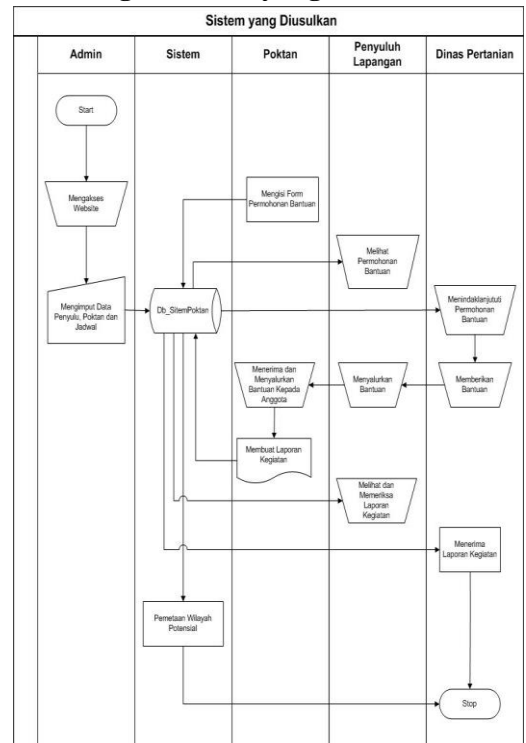 Sistem yang Diusulkan
Admin
Sistem
Poktan
Penyuluh
Lapangan
Dinas Pertanian
Start
Mengakses
Website
Mengisi Form
Permohonan Bantuan
Melihat
Permohonan
Bantuan
Mengimput Data
Penyulu, Poktan dan
Jadwal
Db_SitemPoktan
Menindaklanjututi
Permohonan
Bantuan
Menerima dan
Menyalurkan
Bantuan Kepada
Anggota
Menyalurkan
Bantuan
Memberikan
Bantuan
Membuat Laporan
Kegiatan
Melihat dan
Memeriksa
Laporan
Kegiatan
Menerima
Laporan Kegiatan
Pemetaan Wilayah
Potensial
Stop